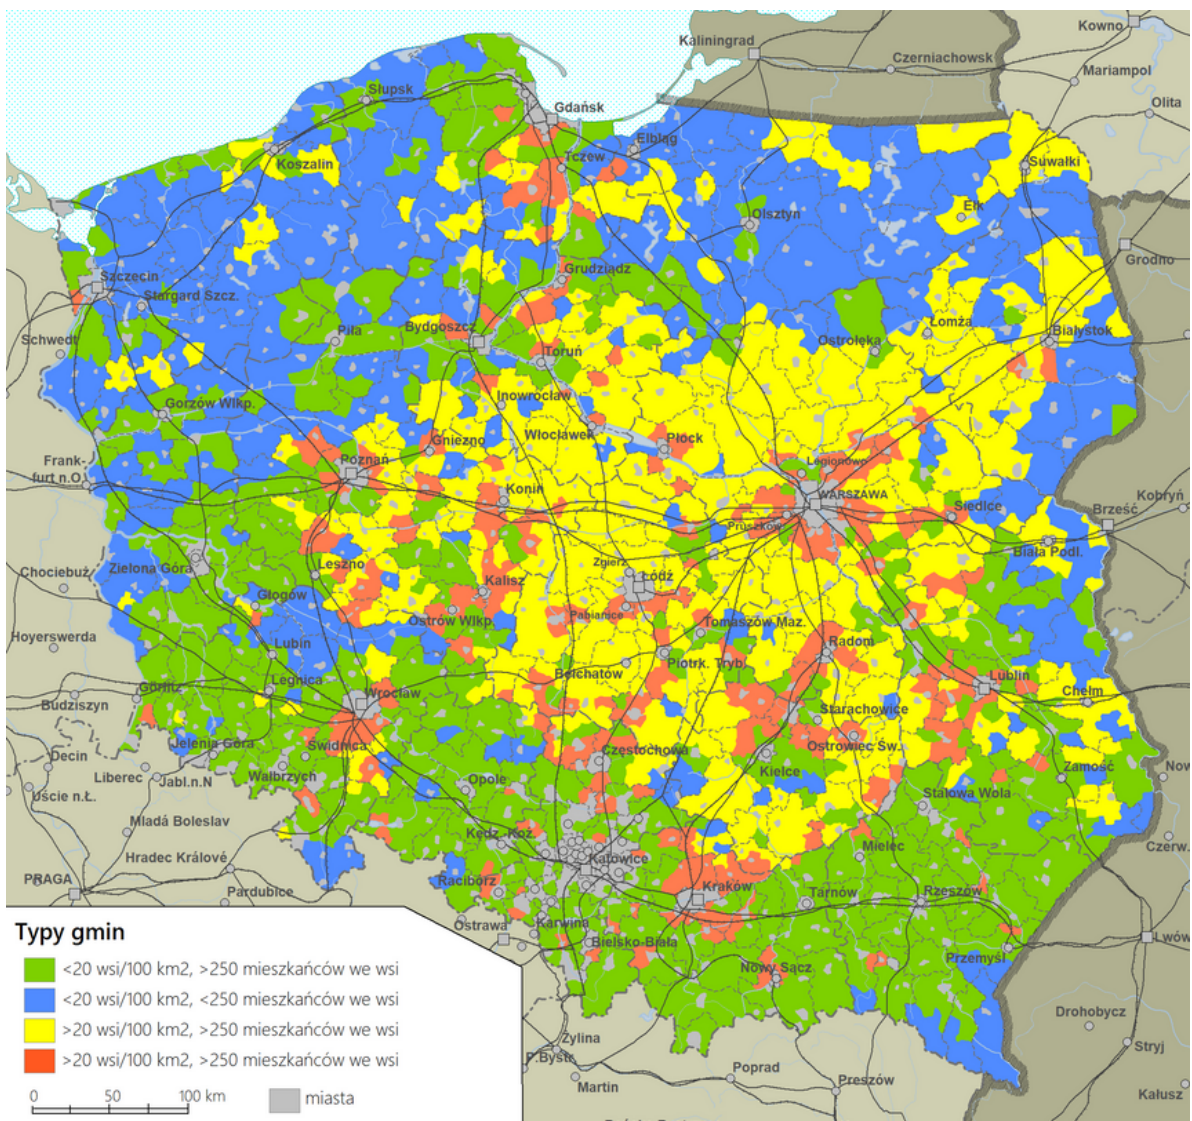 Kowno
Kaliningrad
Czerniachowsk
Mariampol
Słupsk
Gdańsk
Olita
Elbląg
Koszalin
Tczew
Suwałki
Ełk
Olsztyn
Grodno
Szczecin
Grudziądz
Stargard Szcz.
Łomża
Piła
Bydgoszcz
Białystok
Schwedt
Toruń
Ostrołęka
Inowrocław
Gorzów Wlkp.
Włocławek
Płock
Gniezno
Frank-
furt n.O.
Poznań
Legionowo
Konin
WARSZAWA
Kobryń
Siedlce
Brześć
Pruszków
Biała Podl.
Zgierz
Chociebuż
Zielona Góra
Leszno
Łódź
Kalisz
Głogów
Pabianice
Ostrów Wlkp.
Tomaszów Maz.
Hoyerswerda
Radom
Lubin
Piotrk. Tryb.
Bełchatów
Legnica
Lublin
Görlitz
Wrocław
Chełm
Budziszyn
Starachowice
Jelenia Góra
Świdnica
Ostrowiec Św.
Częstochowa
Decin
Liberec
Jabl.n.N
Wałbrzych
Opole
Kielce
Zamość
Now
Uście n.Ł.
Stalowa Wola
Mladá Boleslav
Kędz.-Koź.
Mielec
Czerw.
Hradec Králové
Katowice
PRAGA
Racibórz
Kraków
Tarnów
Rzeszów
Pardubice
Ostrawa
Karwina
Bielsko-Biała
Przemyśl
Lwów
Nowy Sącz
Typy gmin
<20 wsi/100 km2, >250 mieszkańców we wsi
<20 wsi/100 km2, <250 mieszkańców we wsi
>20 wsi/100 km2, >250 mieszkańców we wsi
>20 wsi/100 km2, >250 mieszkańców we wsi
0 50 100 km
miasta
Drohobycz
Żylina
Stryj
P.Bystr.
Poprad
Martin
Preszów
Kałusz